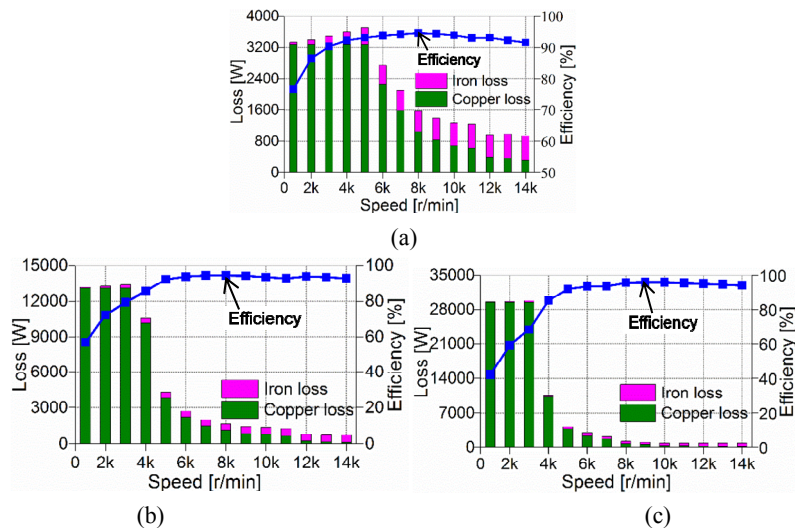 4000
3200
2400
1600
800
0
Loss [W]
100
90
80
70
60
50
Efficiency [%]
Efficiency
Iron loss
Copper loss
0 2k 4k 6k 8k 10k 12k 14k
Speed [r/min]
(a)
15000
12000
9000
6000
3000
0
Loss [W]
100
80
60
40
20
0
Efficiency [%]
Efficiency
Iron loss
Copper loss
0 2k 4k 6k 8k 10k 12k 14k
Speed [r/min]
(b)
35000
28000
21000
14000
7000
0
Loss [W]
100
80
60
40
20
0
Efficiency [%]
Efficiency
Iron loss
Copper loss
0 2k 4k 6k 8k 10k 12k 14k
Speed [r/min]
(c)